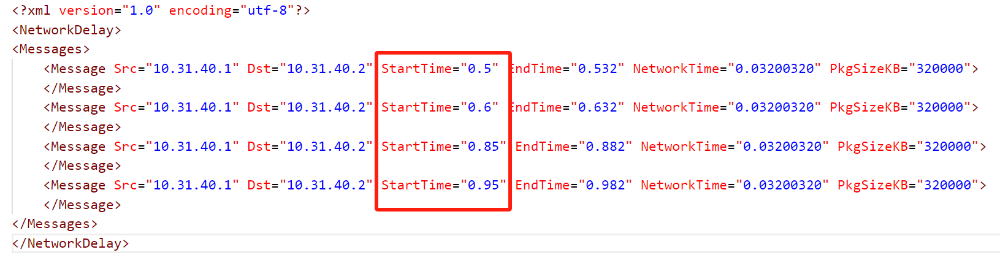 <?xml version="1.0" encoding="utf-8"?>
<NetworkDelay>
<Messages>
    <Message Src="10.31.40.1" Dst="10.31.40.2" StartTime="0.5" EndTime="0.532" NetworkTime="0.03200320" PkgSizeKB="320000">
    </Message>
    <Message Src="10.31.40.1" Dst="10.31.40.2" StartTime="0.6" EndTime="0.632" NetworkTime="0.03200320" PkgSizeKB="320000">
    </Message>
    <Message Src="10.31.40.1" Dst="10.31.40.2" StartTime="0.85" EndTime="0.882" NetworkTime="0.03200320" PkgSizeKB="320000">
    </Message>
    <Message Src="10.31.40.1" Dst="10.31.40.2" StartTime="0.95" EndTime="0.982" NetworkTime="0.03200320" PkgSizeKB="320000">
    </Message>
</Messages>
</NetworkDelay>